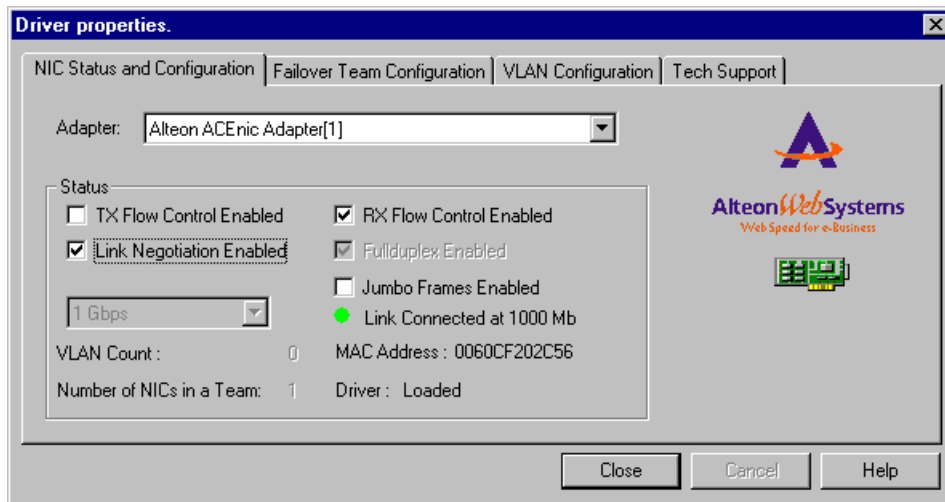 Driver properties.
NIC Status and Configuration Failover Team Configuration VLAN Configuration Tech Support
Adapter: Alteon ACEnic Adapter[1]
Status
TX Flow Control Enabled RX Flow Control Enabled
Link Negotiation Enabled Fullduplex Enabled
Jumbo Frames Enabled
1 Gbps Link Connected at 1000 Mb
VLAN Count : 0 MAC Address : 0060CF202C56
Number of NICs in a Team: 1 Driver : Loaded
Alteon WebSystems
Web Speed for e-Business
Close Cancel Help